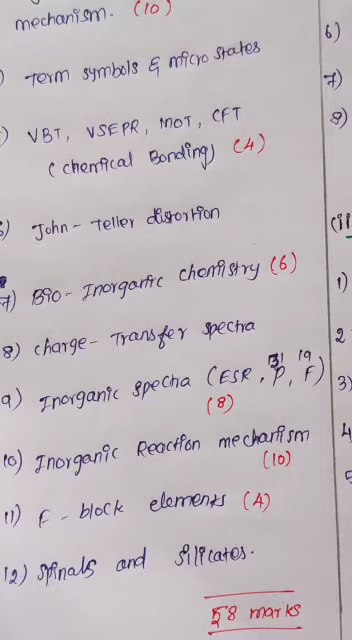 mechanism. (10)
) Term symbols & micro states
) VBT, VSEPR, MOT, CFT
(chemical Bonding) (4)
) John - Teller distortion
7) Bio - Inorganic chemistry (6)
8) charge - Transfer spectra
9) Inorganic spectra (ESR, 31P, 19F)
(8)
10) Inorganic Reaction mechanism
(10)
11) F - block elements (4)
12) Spinals and silicates.
58 marks
6)
7)
8)
(ii
1)
2
3)
4
5